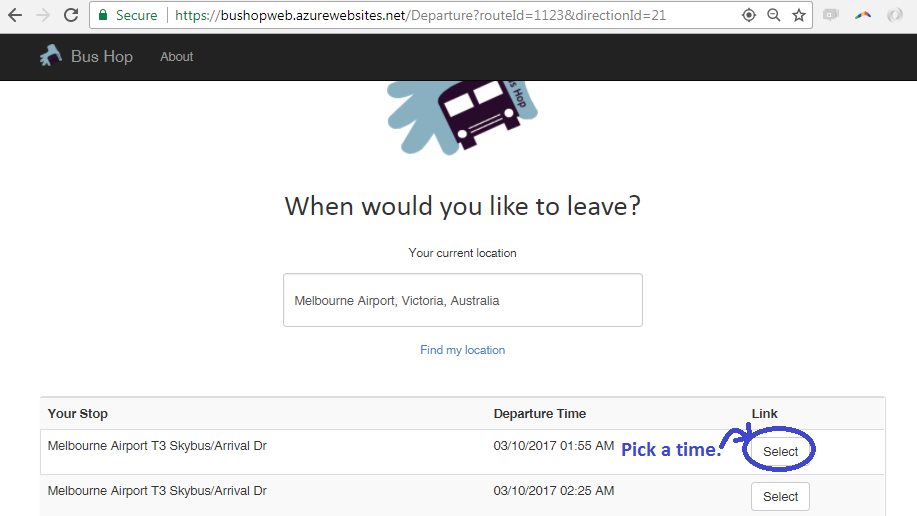 Secure https://bushopweb.azurewebsites.net/Departure?routeId=1123&directionId=21
Bus Hop About
Bus Hop
When would you like to leave?
Your current location
Melbourne Airport, Victoria, Australia
Find my location
Your Stop Departure Time Link
Melbourne Airport T3 Skybus/Arrival Dr 03/10/2017 01:55 AM Pick a time. Select
Melbourne Airport T3 Skybus/Arrival Dr 03/10/2017 02:25 AM Select